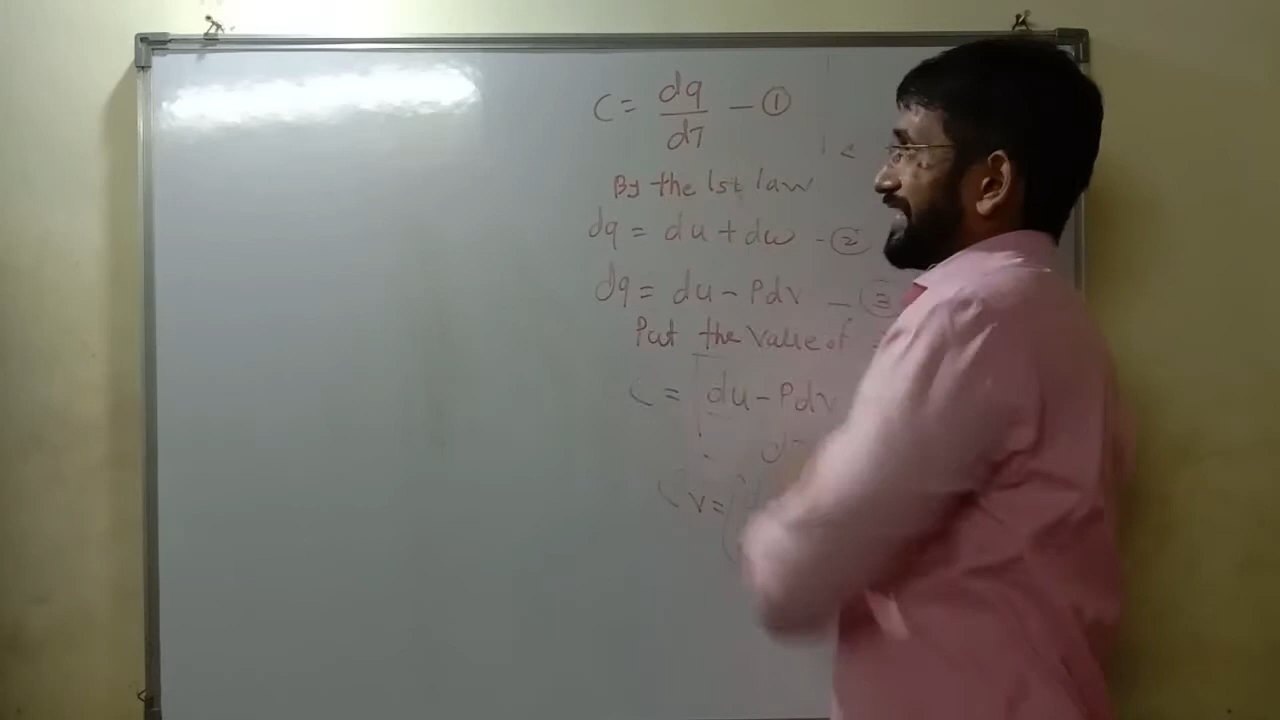 C = dq/dT - ①
<
By the 1st law
dq = du + dw - ②
dq = du - Pdv - ③
Put the value of
C = du - Pdv
d
Cv =